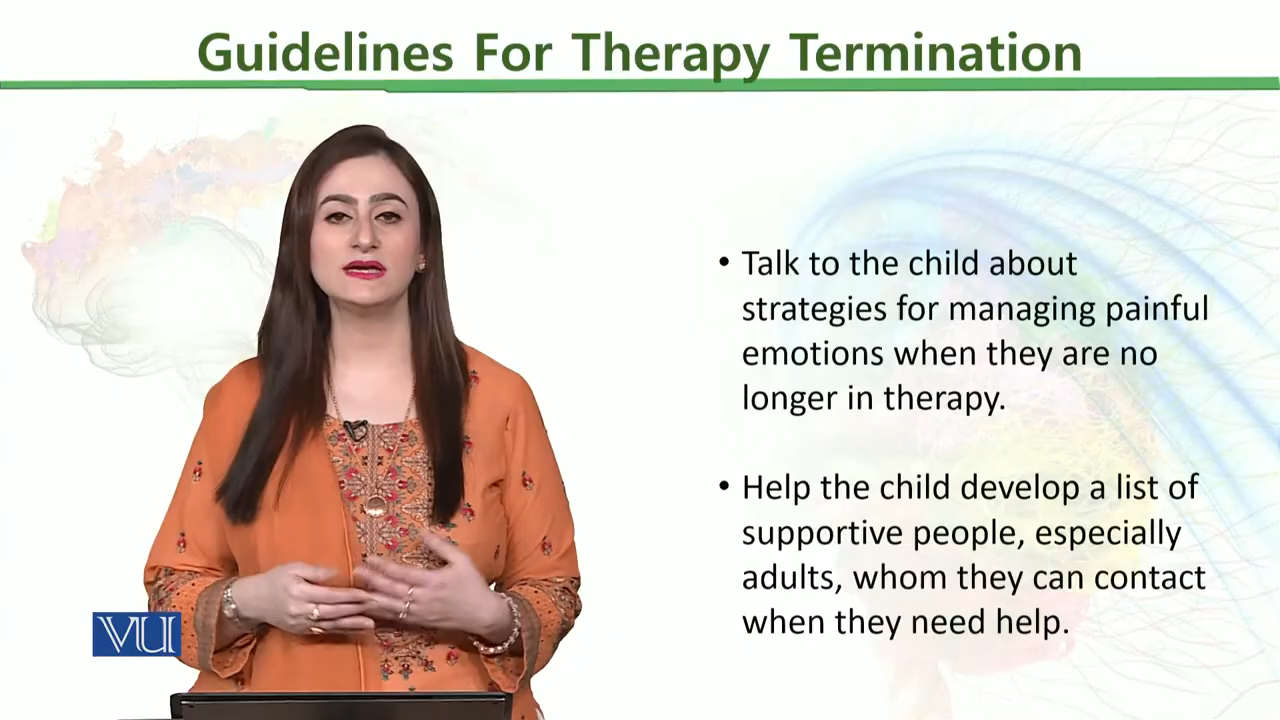 Guidelines For Therapy Termination
• Talk to the child about
strategies for managing painful
emotions when they are no
longer in therapy.
• Help the child develop a list of
supportive people, especially
adults, whom they can contact
when they need help.
VU